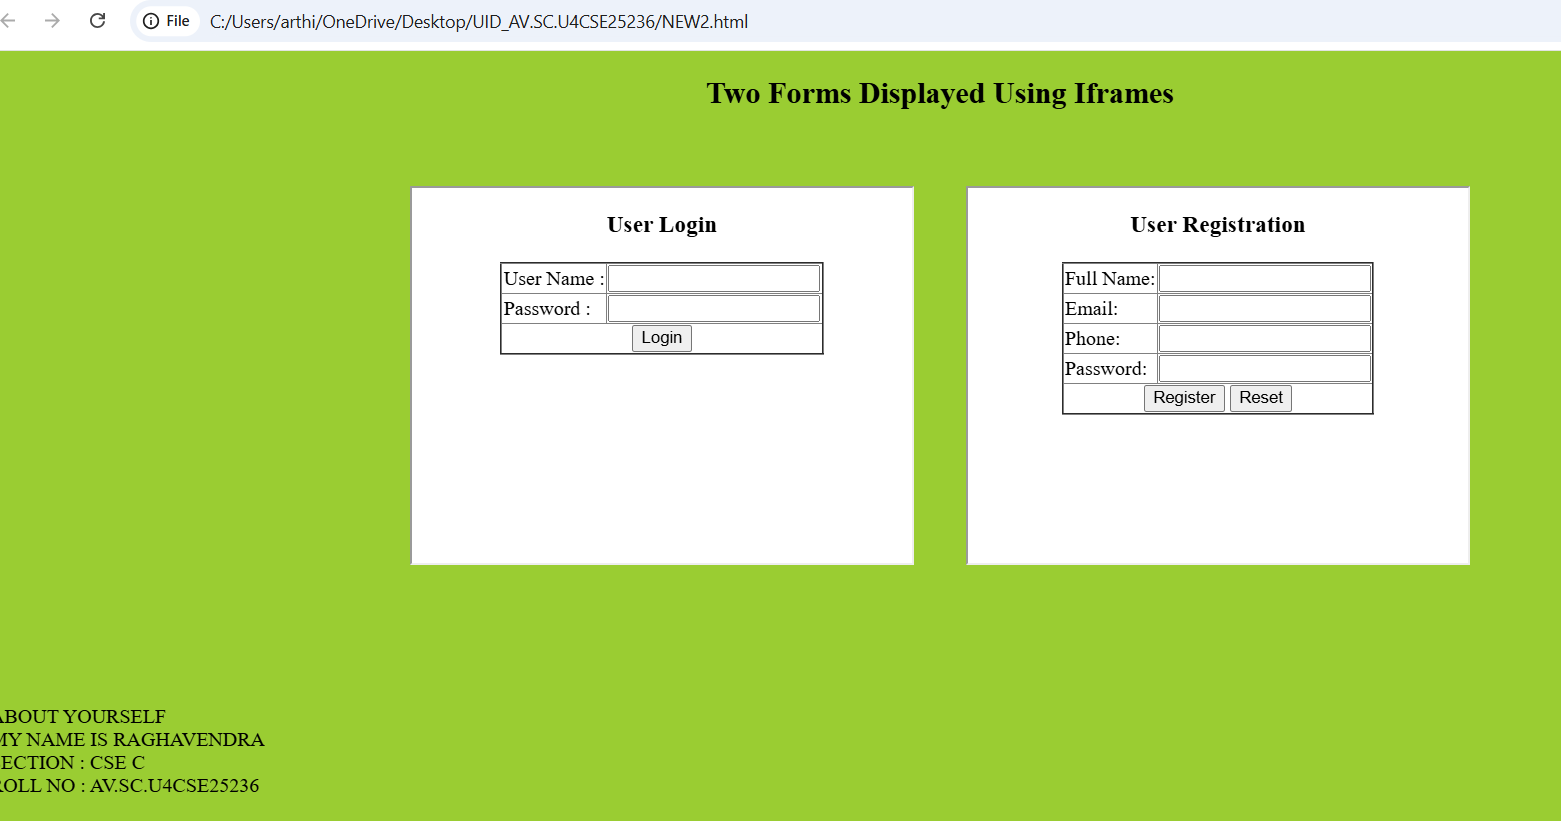 File C:/Users/arthi/OneDrive/Desktop/UID_AV.SC.U4CSE25236/NEW2.html
Two Forms Displayed Using Iframes
User Login
User Name :
Password :
Login
User Registration
Full Name:
Email:
Phone:
Password:
Register Reset
ABOUT YOURSELF
MY NAME IS RAGHAVENDRA
ECTION : CSE C
ROLL NO : AV.SC.U4CSE25236